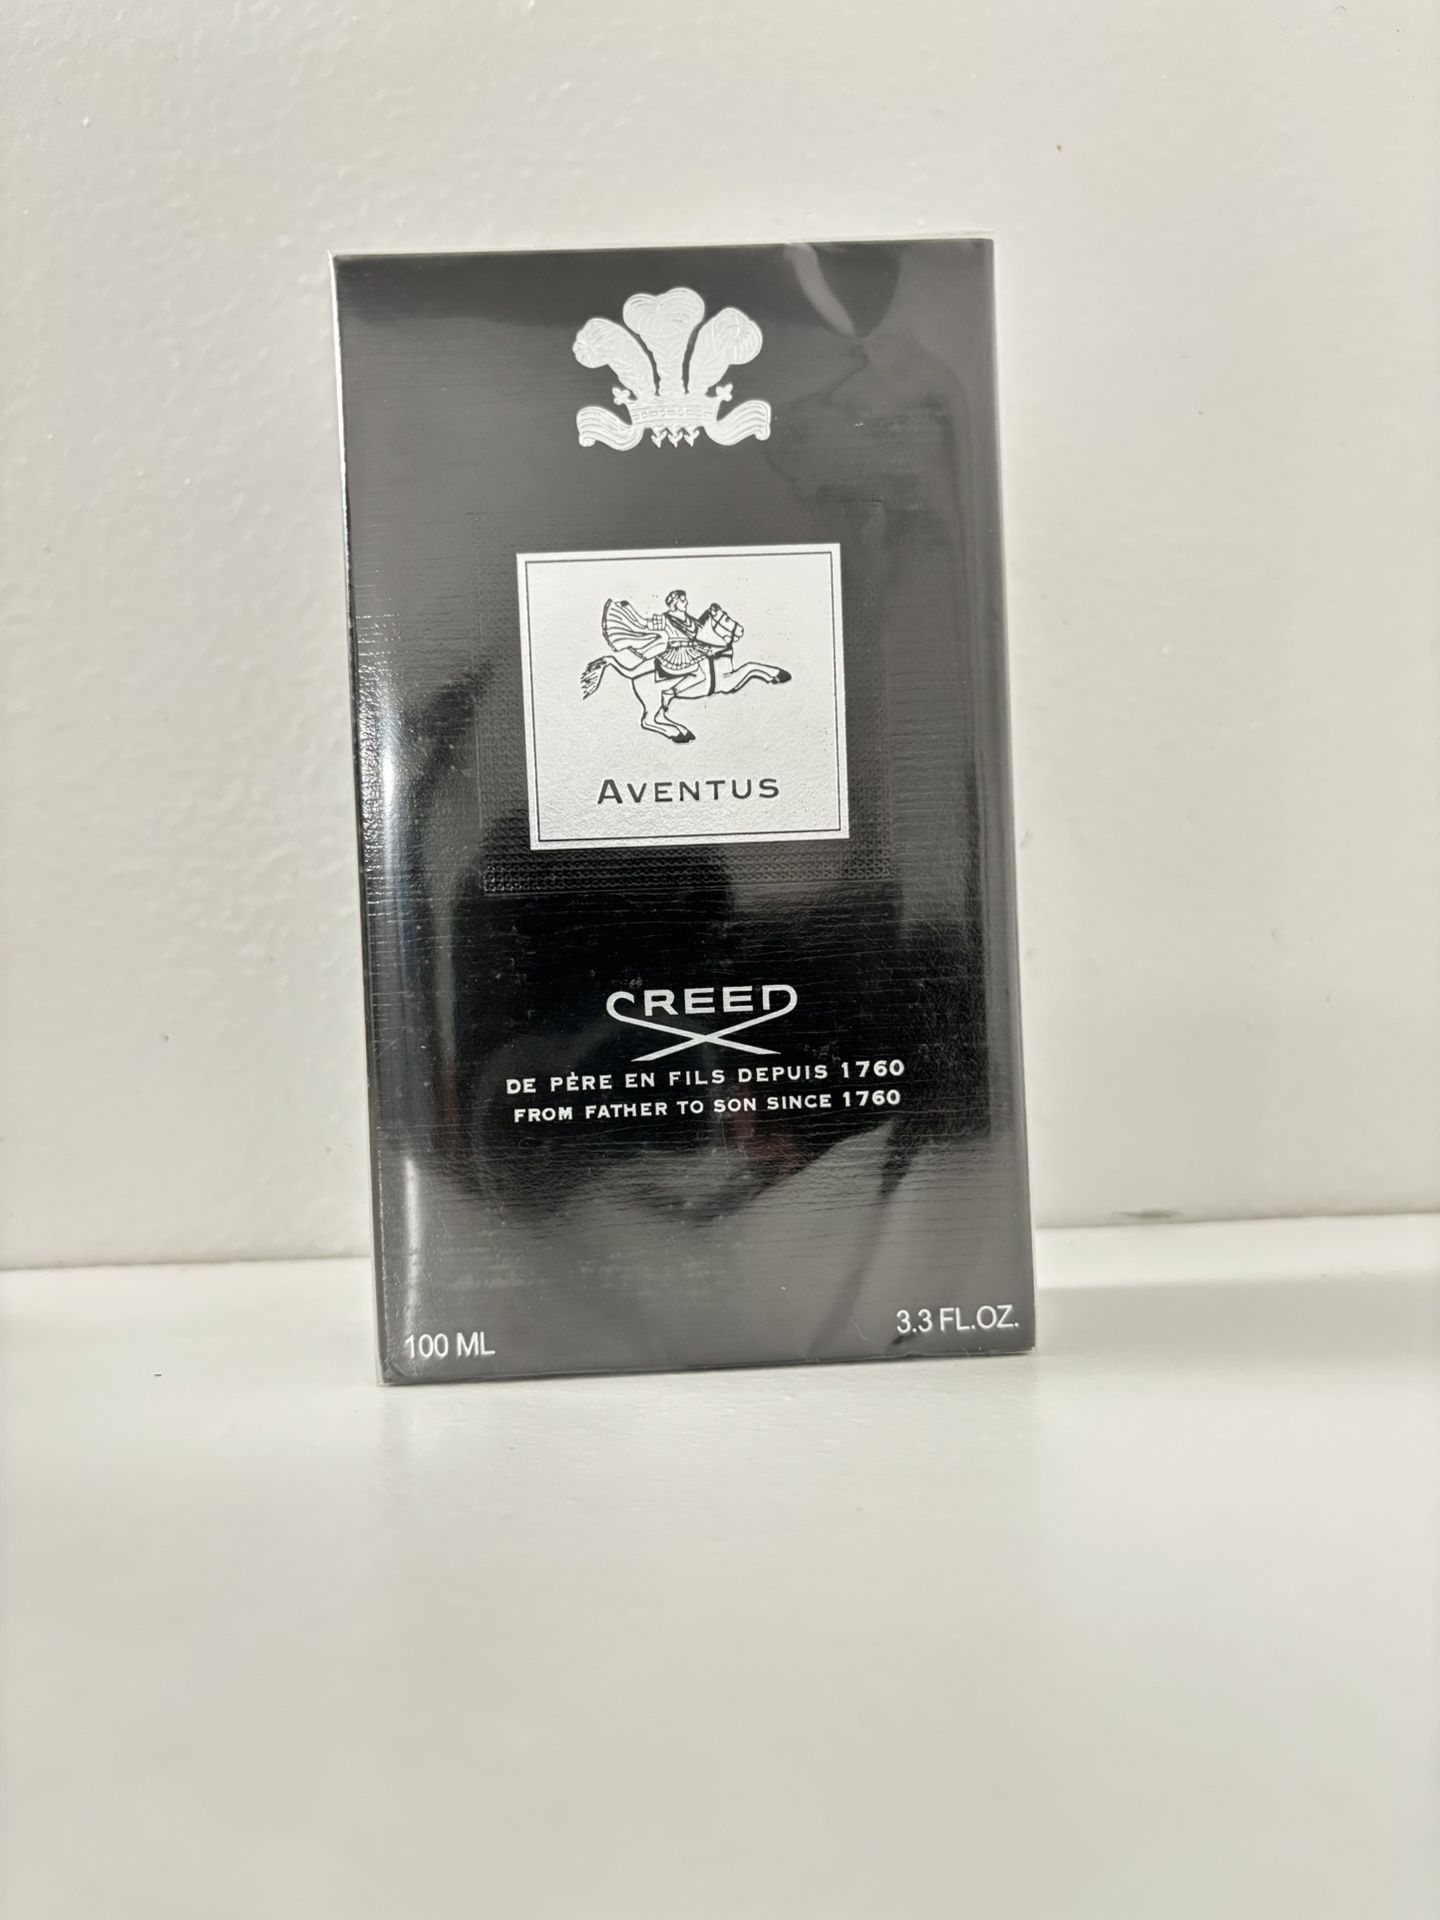 AVENTUS
CREED
DE PÈRE EN FILS DEPUIS 1760
FROM FATHER TO SON SINCE 1760
100 ML
3.3 FL.OZ.